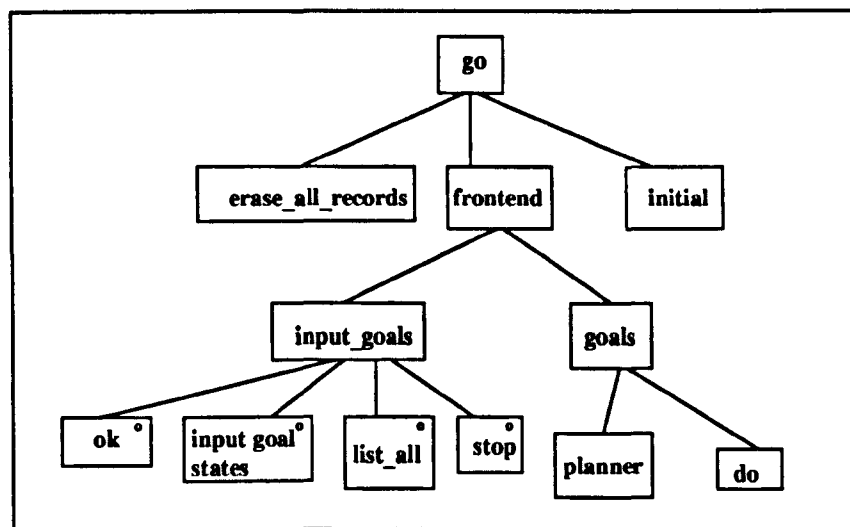 go
erase_all_records
frontend
initial
input_goals
goals
ok
input goal
states
list_all
stop
planner
do